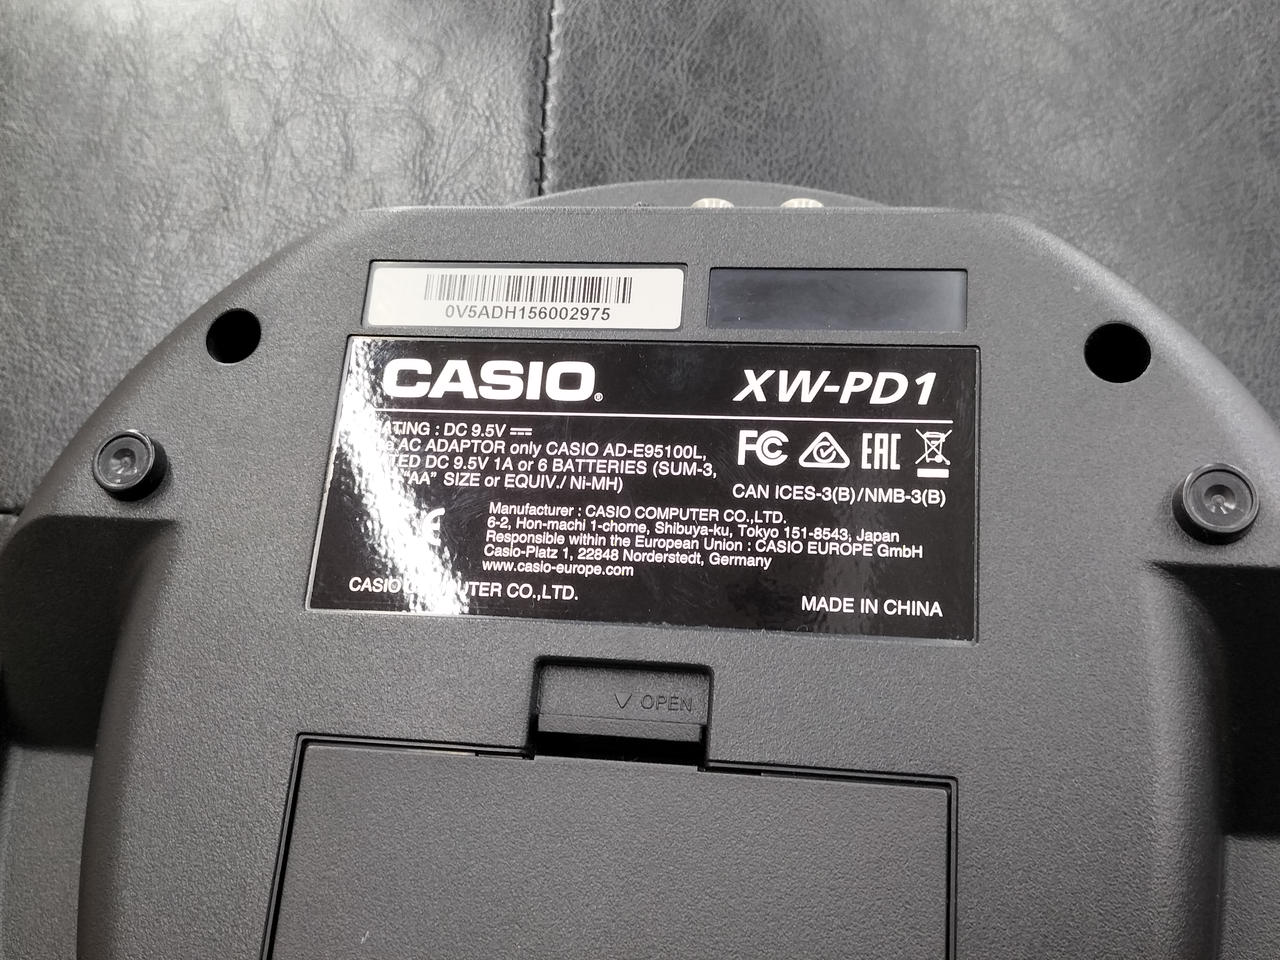 0V5ADH156002975
CASIO®
XW-PD1
ATING : DC 9.5V ⎓
AC ADAPTOR only CASIO AD-E95100L,
TED DC 9.5V 1A or 6 BATTERIES (SUM-3,
"AA" SIZE or EQUIV./ Ni-MH)
FC EAC
CAN ICES-3(B)/NMB-3(B)
CE
Manufacturer : CASIO COMPUTER CO.,LTD.
6-2, Hon-machi 1-chome, Shibuya-ku, Tokyo 151-8543, Japan
Responsible within the European Union : CASIO EUROPE GmbH
Casio-Platz 1, 22848 Norderstedt, Germany
www.casio-europe.com
CASIO COMPUTER CO.,LTD.
MADE IN CHINA
OPEN